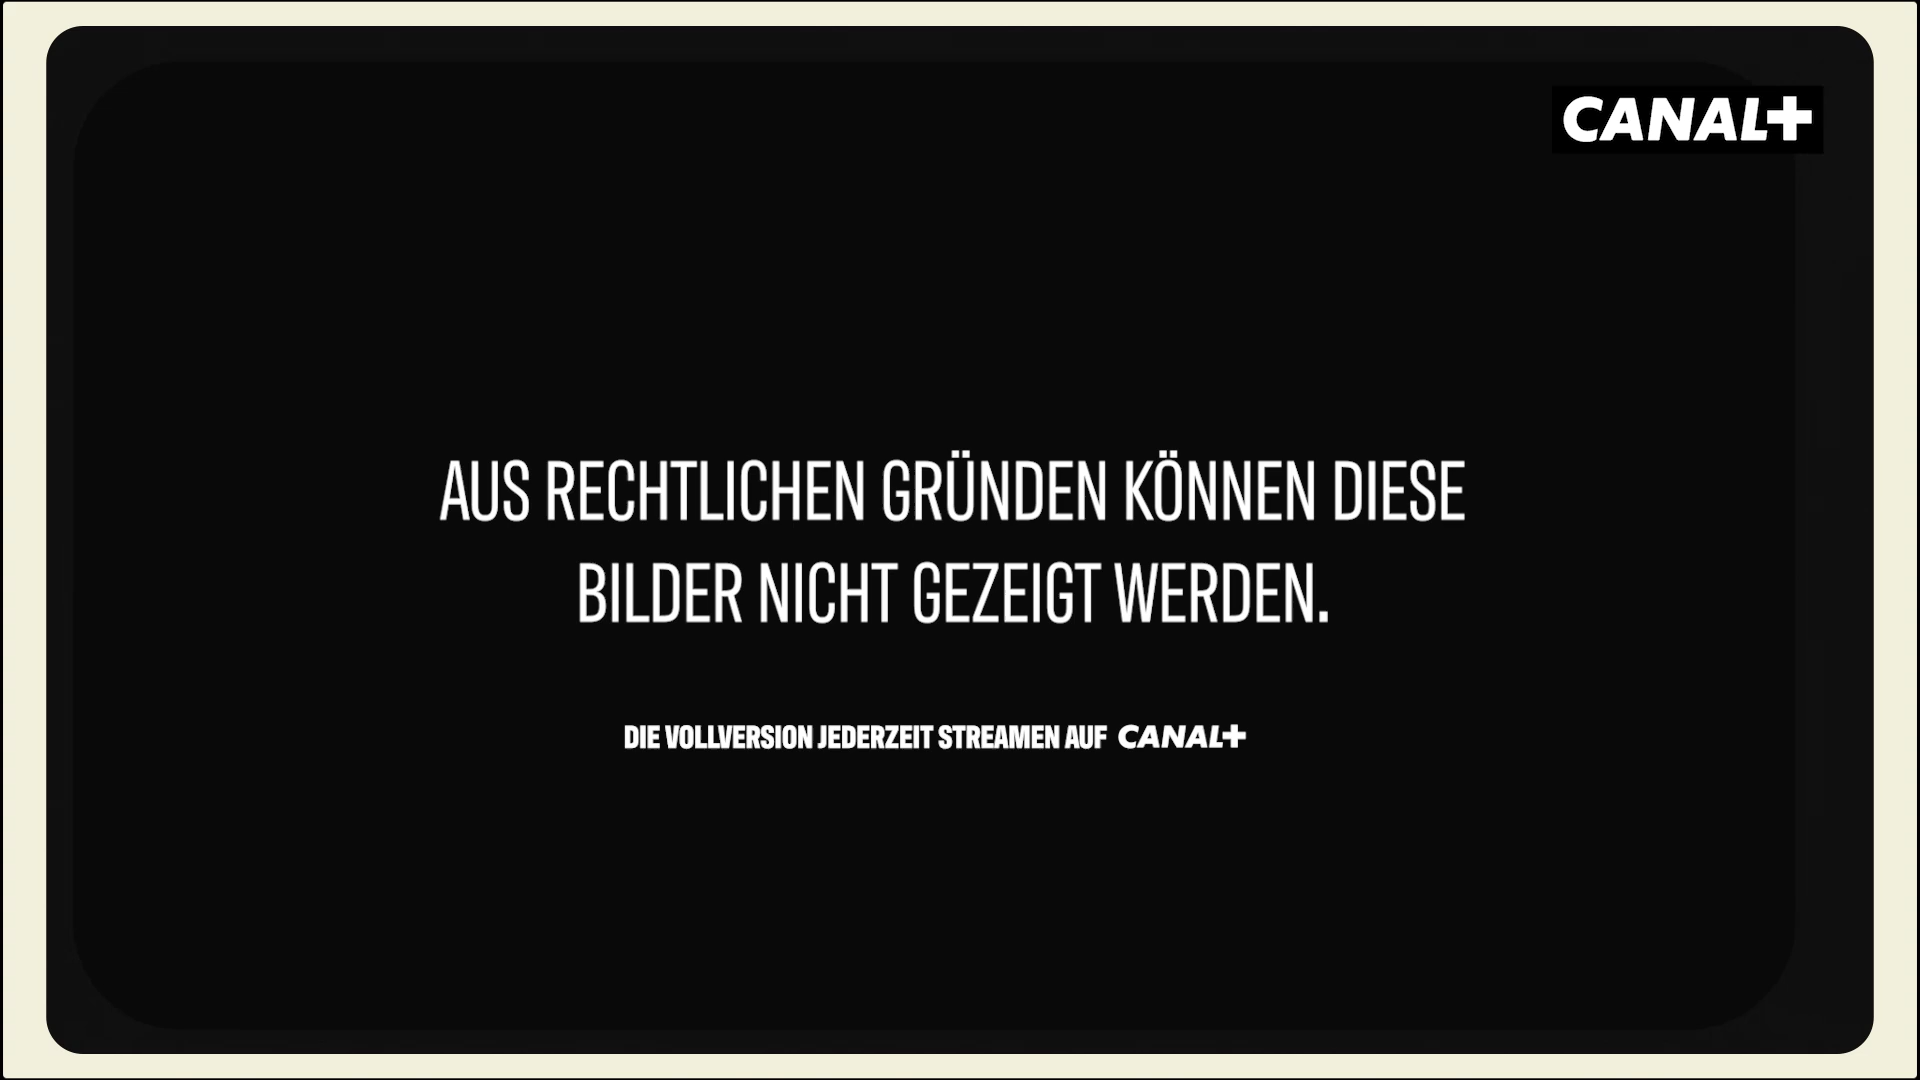 CANAL+
AUS RECHTLICHEN GRÜNDEN KÖNNEN DIESE
BILDER NICHT GEZEIGT WERDEN.
DIE VOLLVERSION JEDERZEIT STREAMEN AUF CANAL+